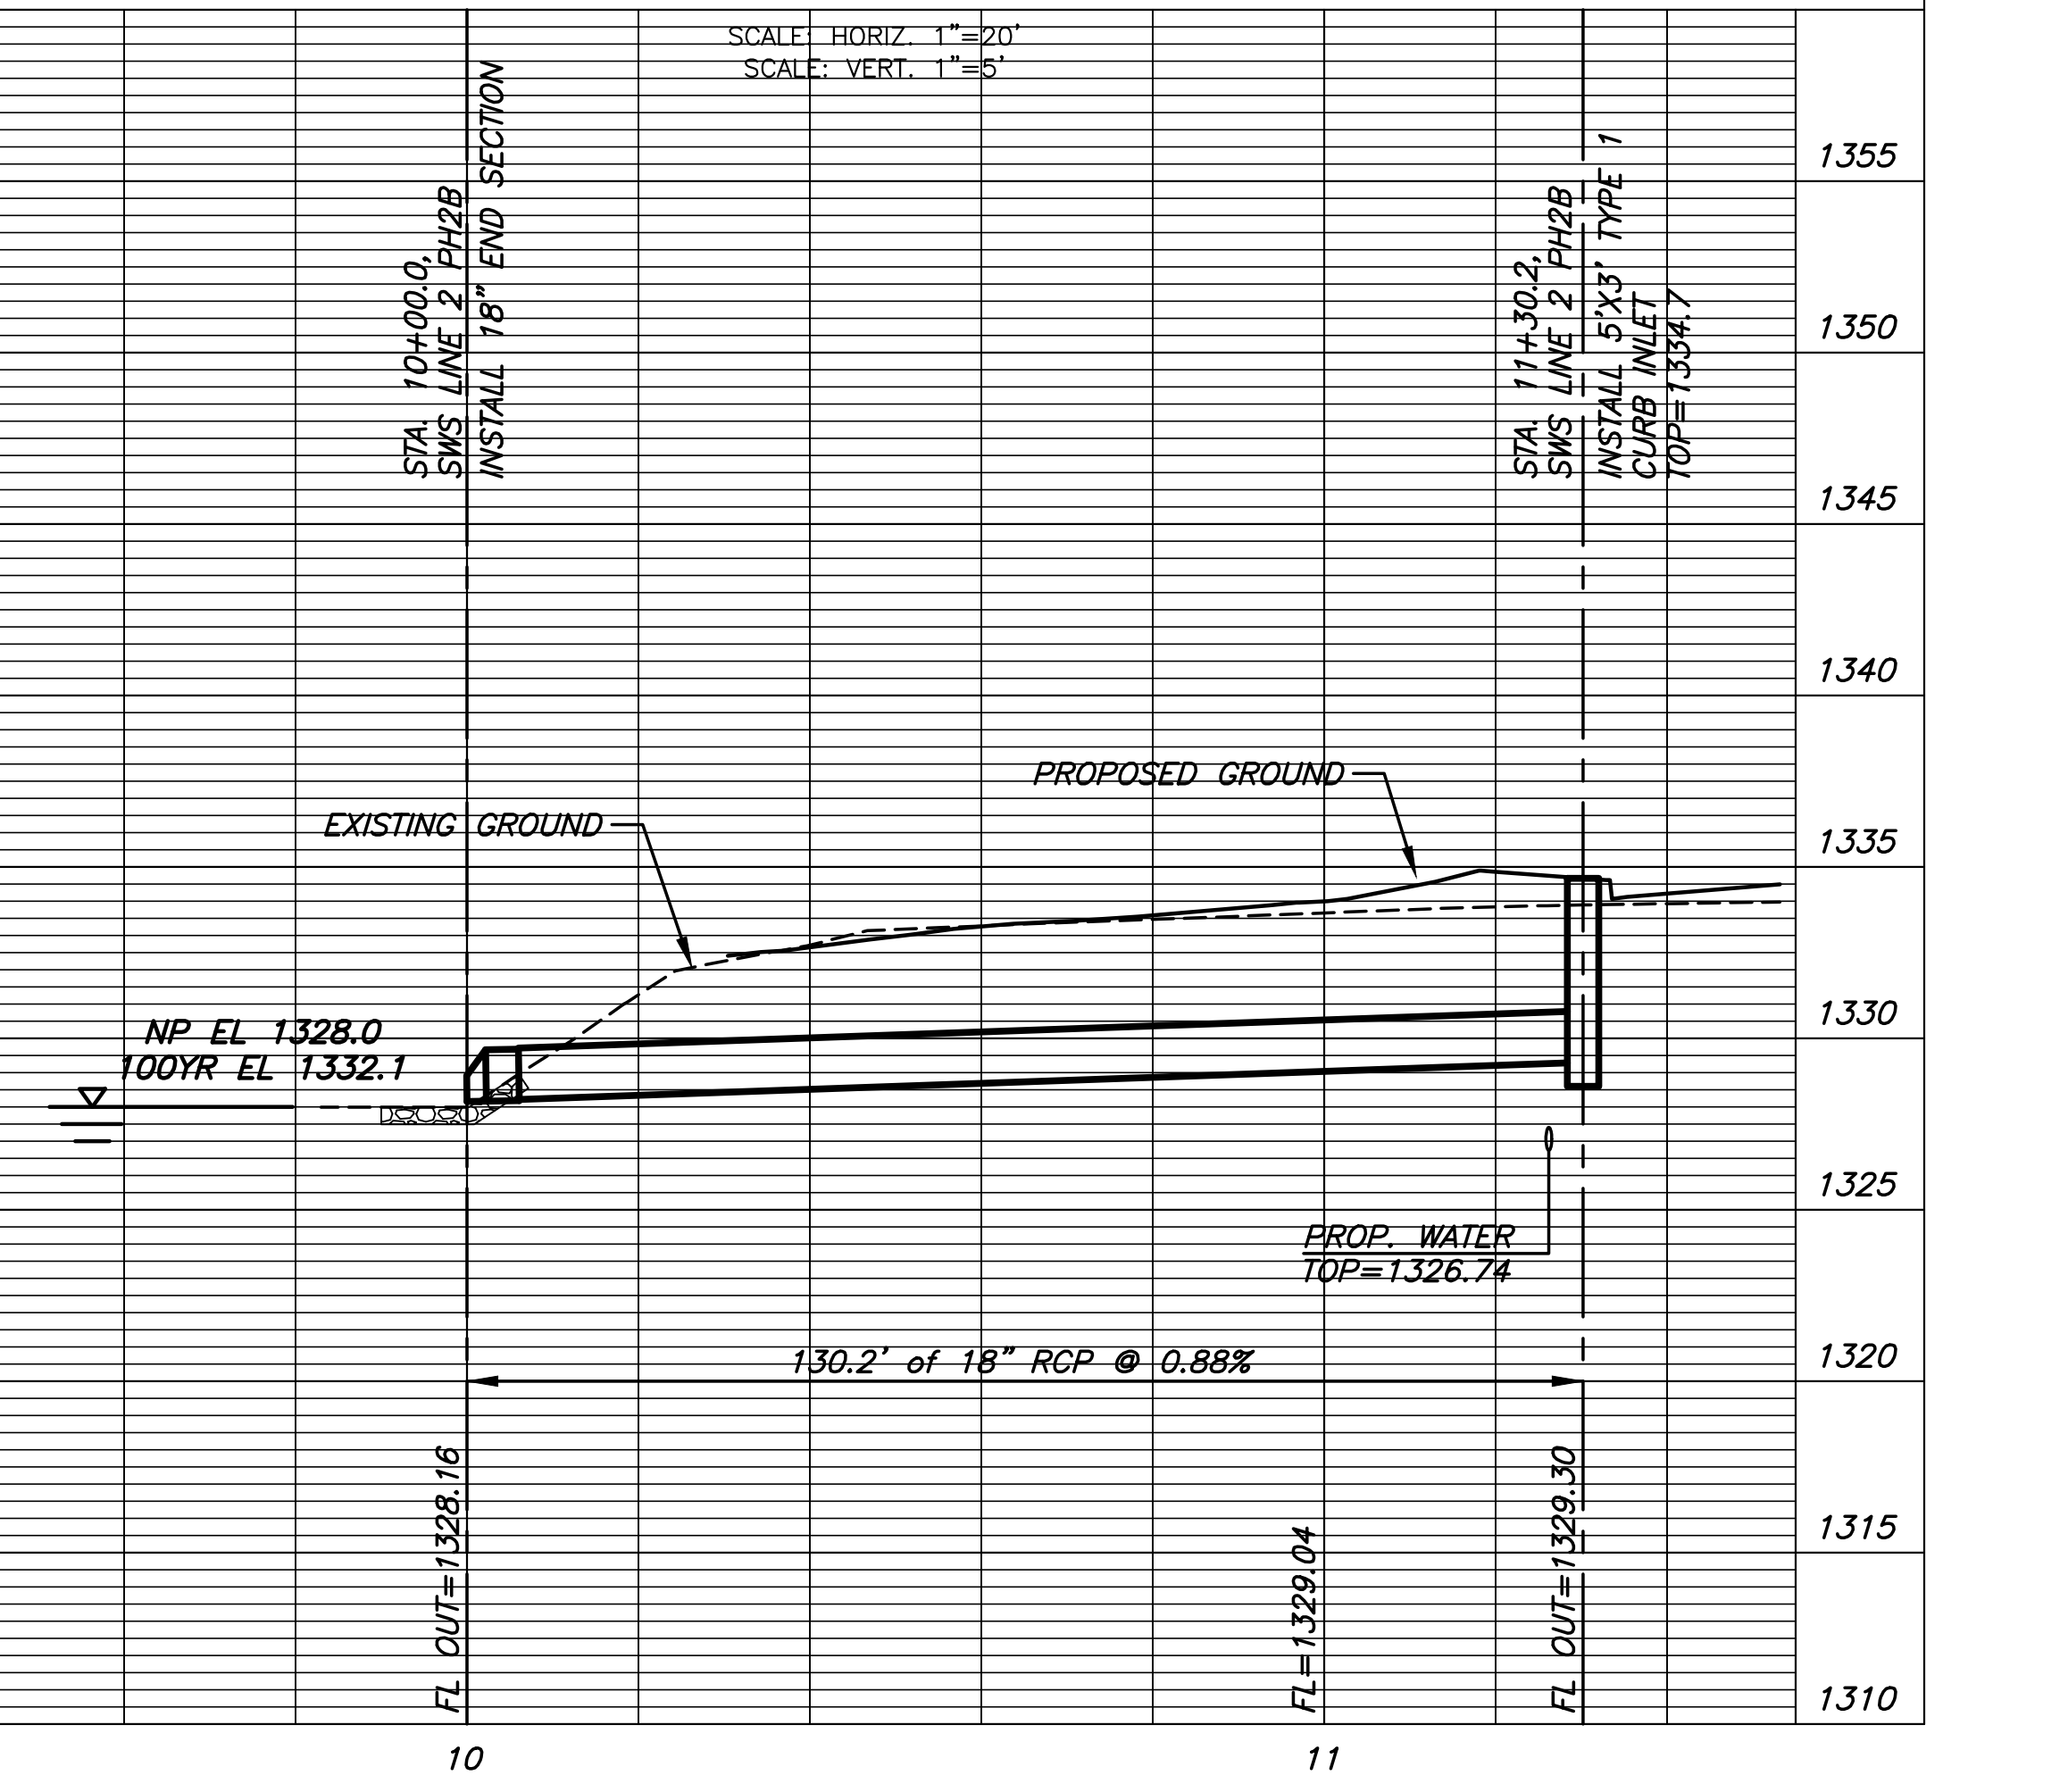 SCALE: HORIZ. 1"=20'
SCALE: VERT. 1"=5'
STA. 10+00.0,
SWS LINE 2 PH2B
INSTALL 18" END SECTION
STA. 11+30.2,
SWS LINE 2 PH2B
INSTALL 5'X3' TYPE 1
CURB INLET
TOP=1334.7
1355
1350
1345
1340
1335
1330
1325
1320
1315
1310
PROPOSED GROUND
EXISTING GROUND
NP EL 1328.0
100YR EL 1332.1
PROP. WATER
TOP=1326.74
130.2' of 18" RCP @ 0.88%
FL OUT=1328.16
FL=1329.04
FL OUT=1329.30
10
11